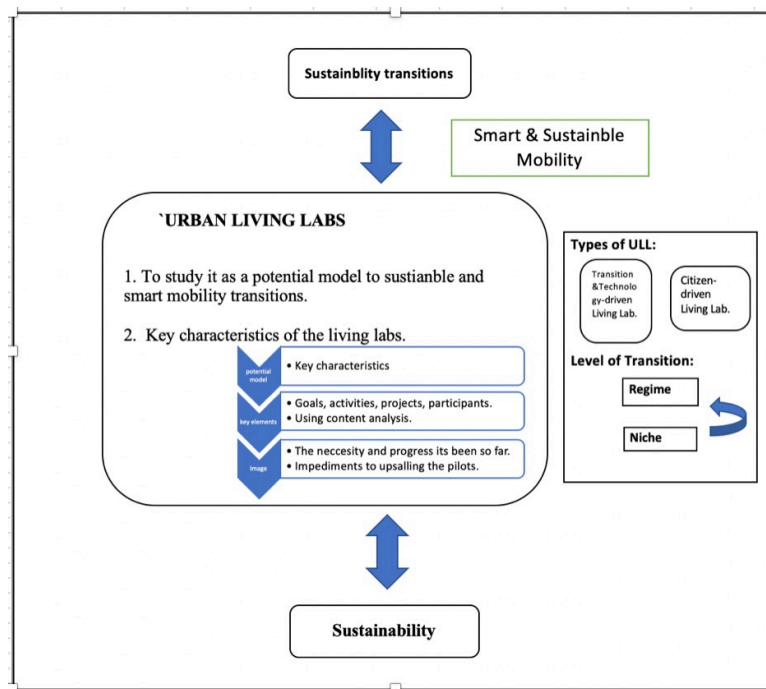 Sustainblity transitions
Smart & Sustainble
Mobility
`URBAN LIVING LABS
1. To study it as a potential model to sustianble and
smart mobility transitions.
2. Key characteristics of the living labs.
potential
model
• Key characteristics
key elements
• Goals, activities, projects, participants.
• Using content analysis.
Image
• The neccesity and progress its been so far.
• Impediments to upsalling the pilots.
Types of ULL:
Transition
&Technolo
gy-driven
Living Lab.
Citizen-
driven
Living Lab.
Level of Transition:
Regime
Niche
Sustainability